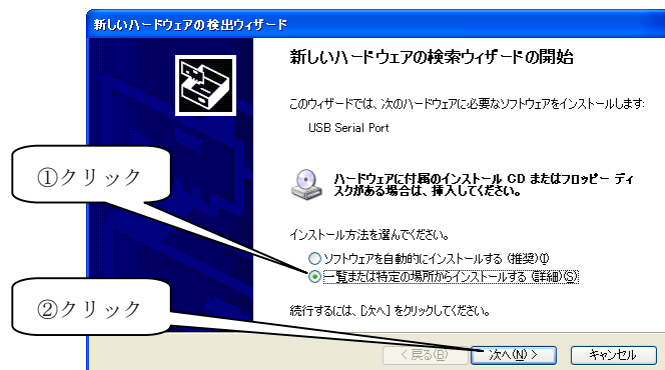 新しいハードウェアの検出ウィザード
新しいハードウェアの検索ウィザードの開始
このウィザードでは、次のハードウェアに必要なソフトウェアをインストールします:
USB Serial Port
ハードウェアに付属のインストール CD またはフロッピー ディ
スクがある場合は、挿入してください。
①クリック
インストール方法を選んでください。
ソフトウェアを自動的にインストールする (推奨)(I)
一覧または特定の場所からインストールする (詳細)(S)
②クリック
続行するには、[次へ] をクリックしてください。
< 戻る(B)
次へ(N) >
キャンセル